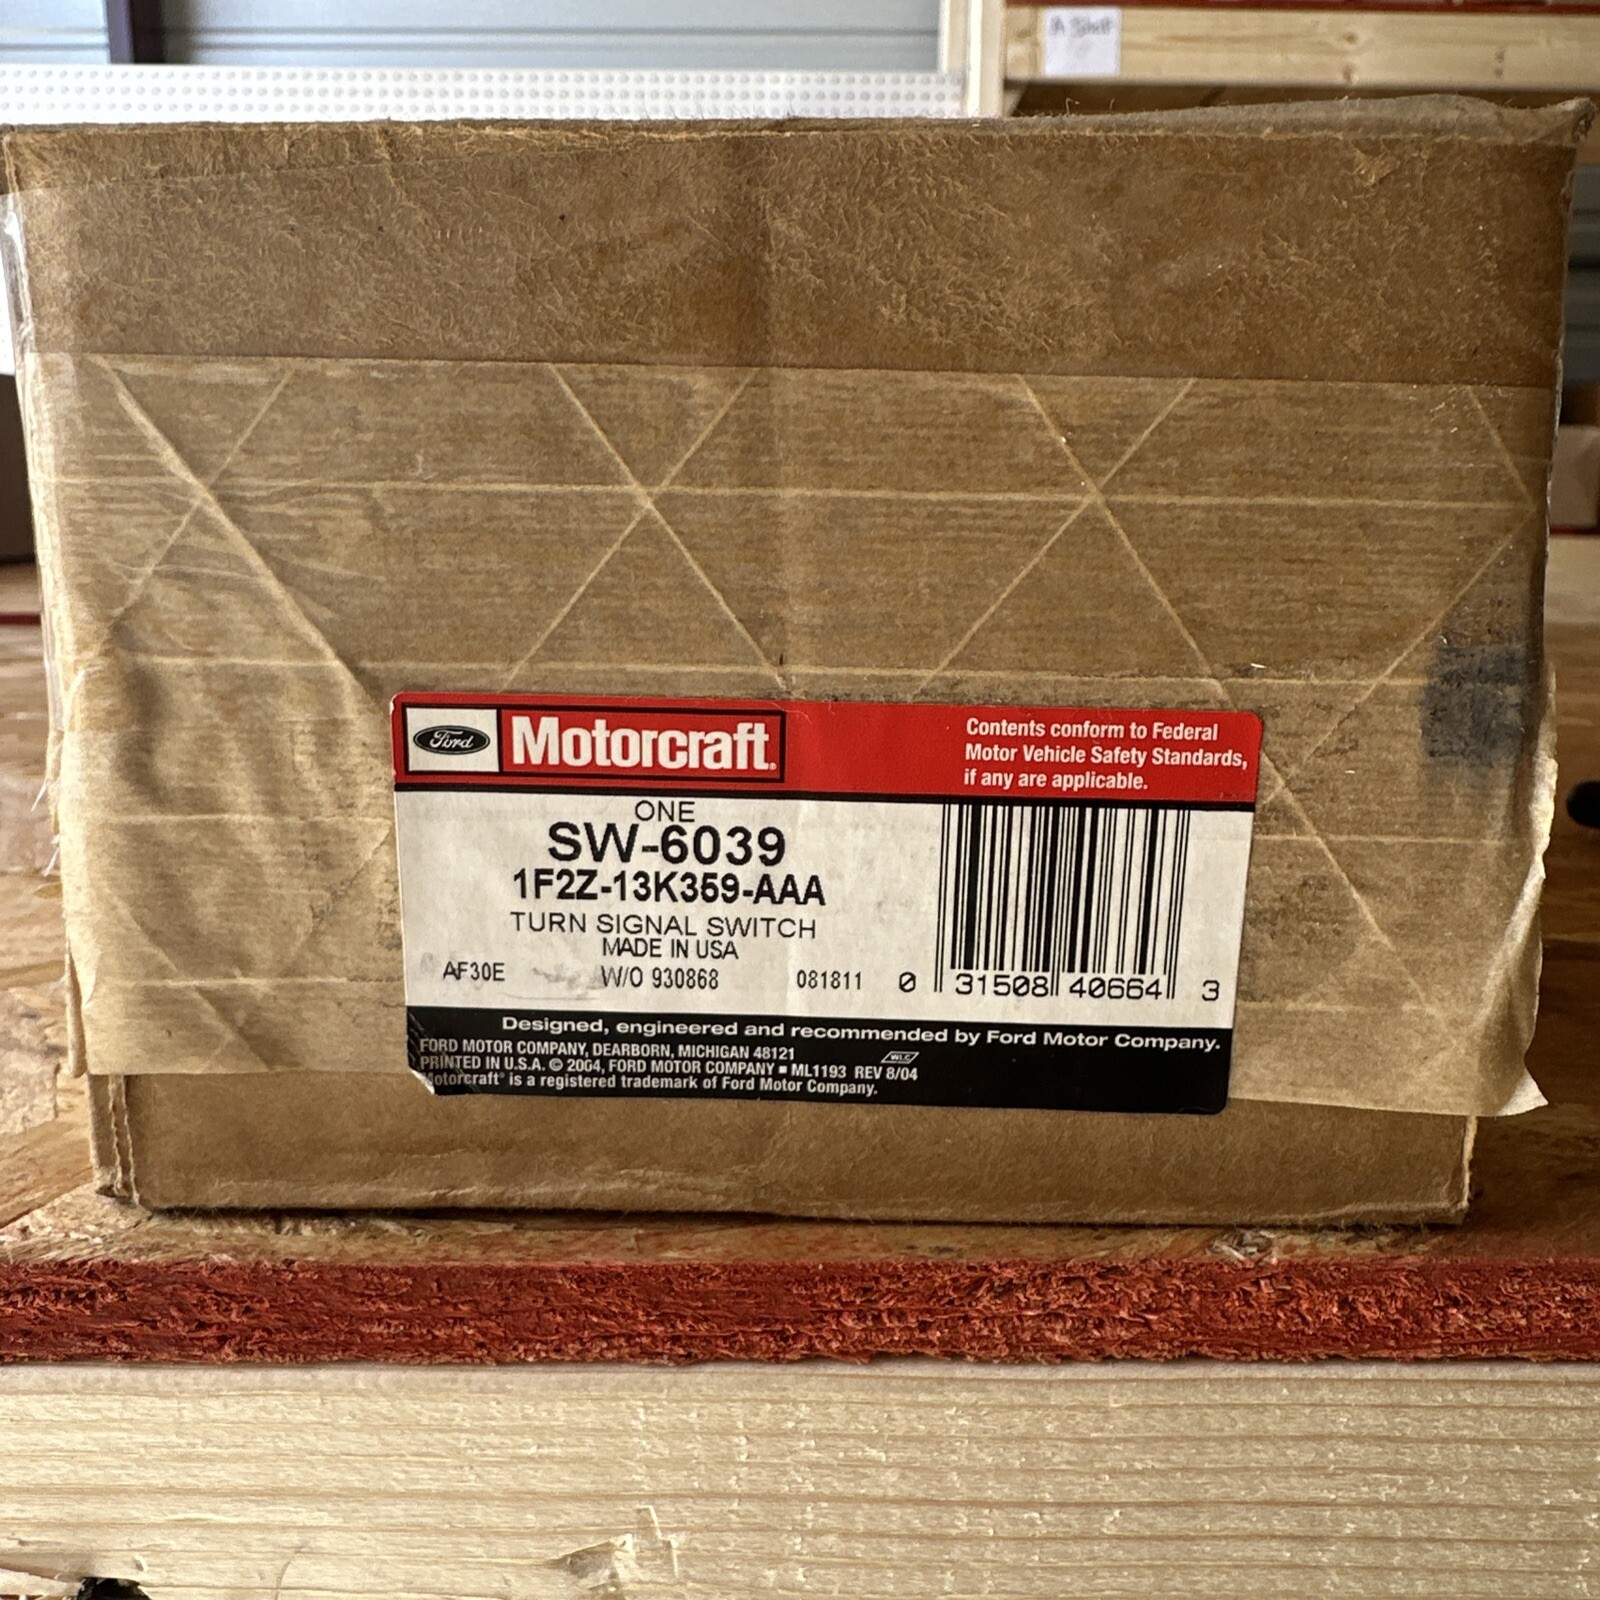 A Shelf
Ford
Motorcraft®
Contents conform to Federal
Motor Vehicle Safety Standards,
if any are applicable.
ONE
SW-6039
1F2Z-13K359-AAA
TURN SIGNAL SWITCH
MADE IN USA
AF30E W/O 930868 081811
0 31508 40664 3
Designed, engineered and recommended by Ford Motor Company.
FORD MOTOR COMPANY, DEARBORN, MICHIGAN 48121
WLC
PRINTED IN U.S.A. © 2004, FORD MOTOR COMPANY ▪ ML1193 REV 8/04
Motorcraft® is a registered trademark of Ford Motor Company.